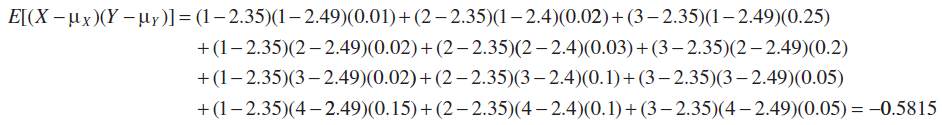 E[(X − μX)(Y − μY)] = (1 − 2.35)(1 − 2.49)(0.01) + (2 − 2.35)(1 − 2.4)(0.02) + (3 − 2.35)(1 − 2.49)(0.25)
+ (1 − 2.35)(2 − 2.49)(0.02) + (2 − 2.35)(2 − 2.4)(0.03) + (3 − 2.35)(2 − 2.49)(0.2)
+ (1 − 2.35)(3 − 2.49)(0.02) + (2 − 2.35)(3 − 2.4)(0.1) + (3 − 2.35)(3 − 2.49)(0.05)
+ (1 − 2.35)(4 − 2.49)(0.15) + (2 − 2.35)(4 − 2.4)(0.1) + (3 − 2.35)(4 − 2.49)(0.05) = −0.5815